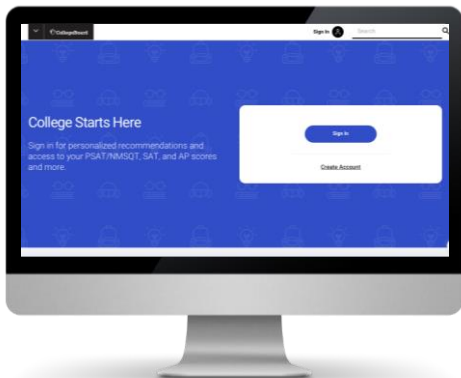 CollegeBoard
Sign In
Search
College Starts Here
Sign in for personalized recommendations and
access to your PSAT/NMSQT, SAT, and AP scores
and more.
Sign In
Create Account